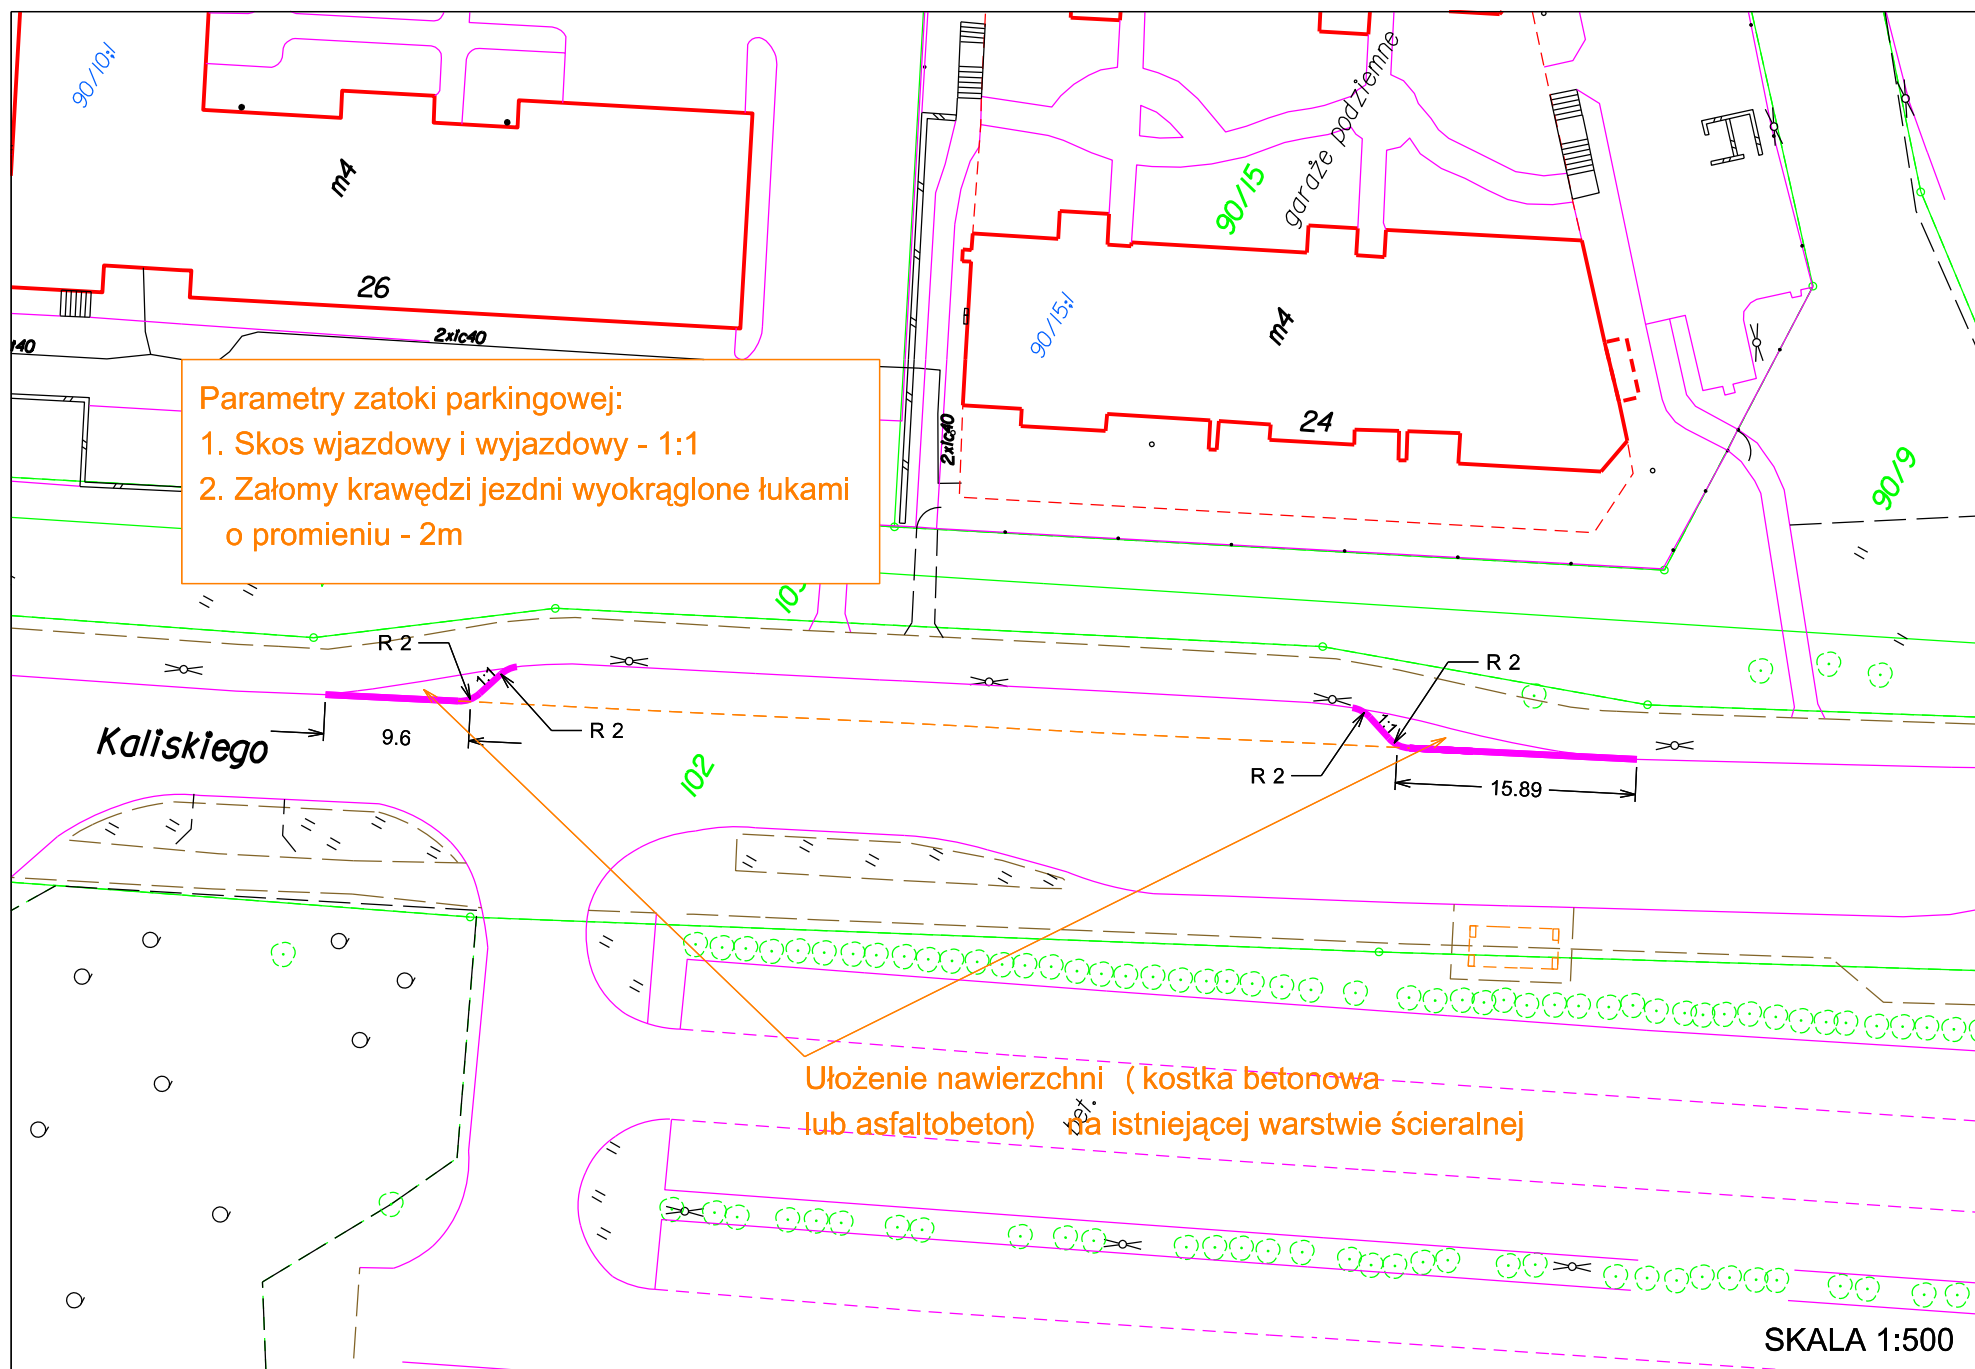 90/10;1
m4
garaże podziemne
90/15
26
90/15;1
m4
2xic40
24
2xic40
90/9
Parametry zatoki parkingowej:
1. Skos wjazdowy i wyjazdowy - 1:1
2. Załomy krawędzi jezdni wyokrąglone łukami
o promieniu - 2m
R 2
1:1
R 2
R 2
1:1
R 2
Kaliskiego
9.6
102
15.89
Ułożenie nawierzchni ( kostka betonowa
bet.
lub asfaltobeton) na istniejącej warstwie ścieralnej
SKALA 1:500